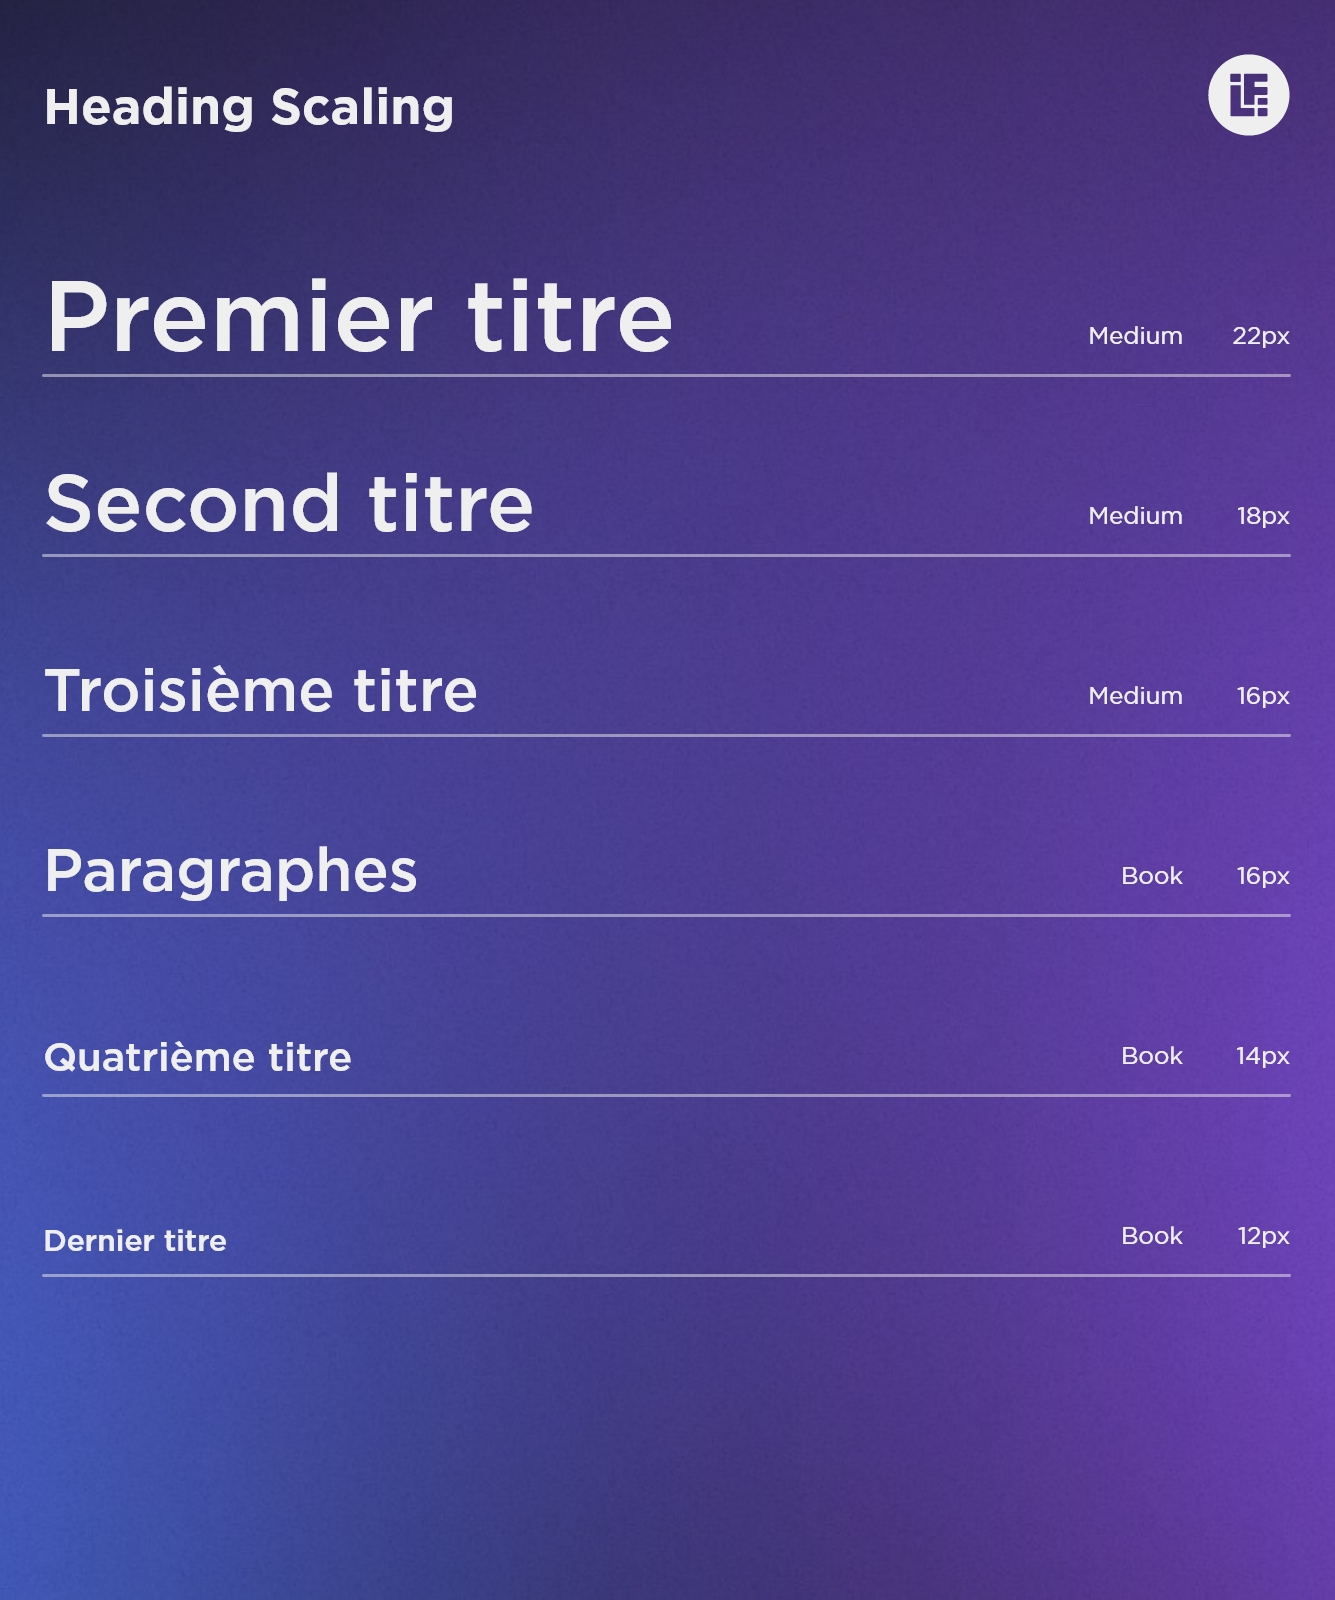 Heading Scaling
Premier titre Medium 22px
Second titre Medium 18px
Troisième titre Medium 16px
Paragraphes Book 16px
Quatrième titre Book 14px
Dernier titre Book 12px